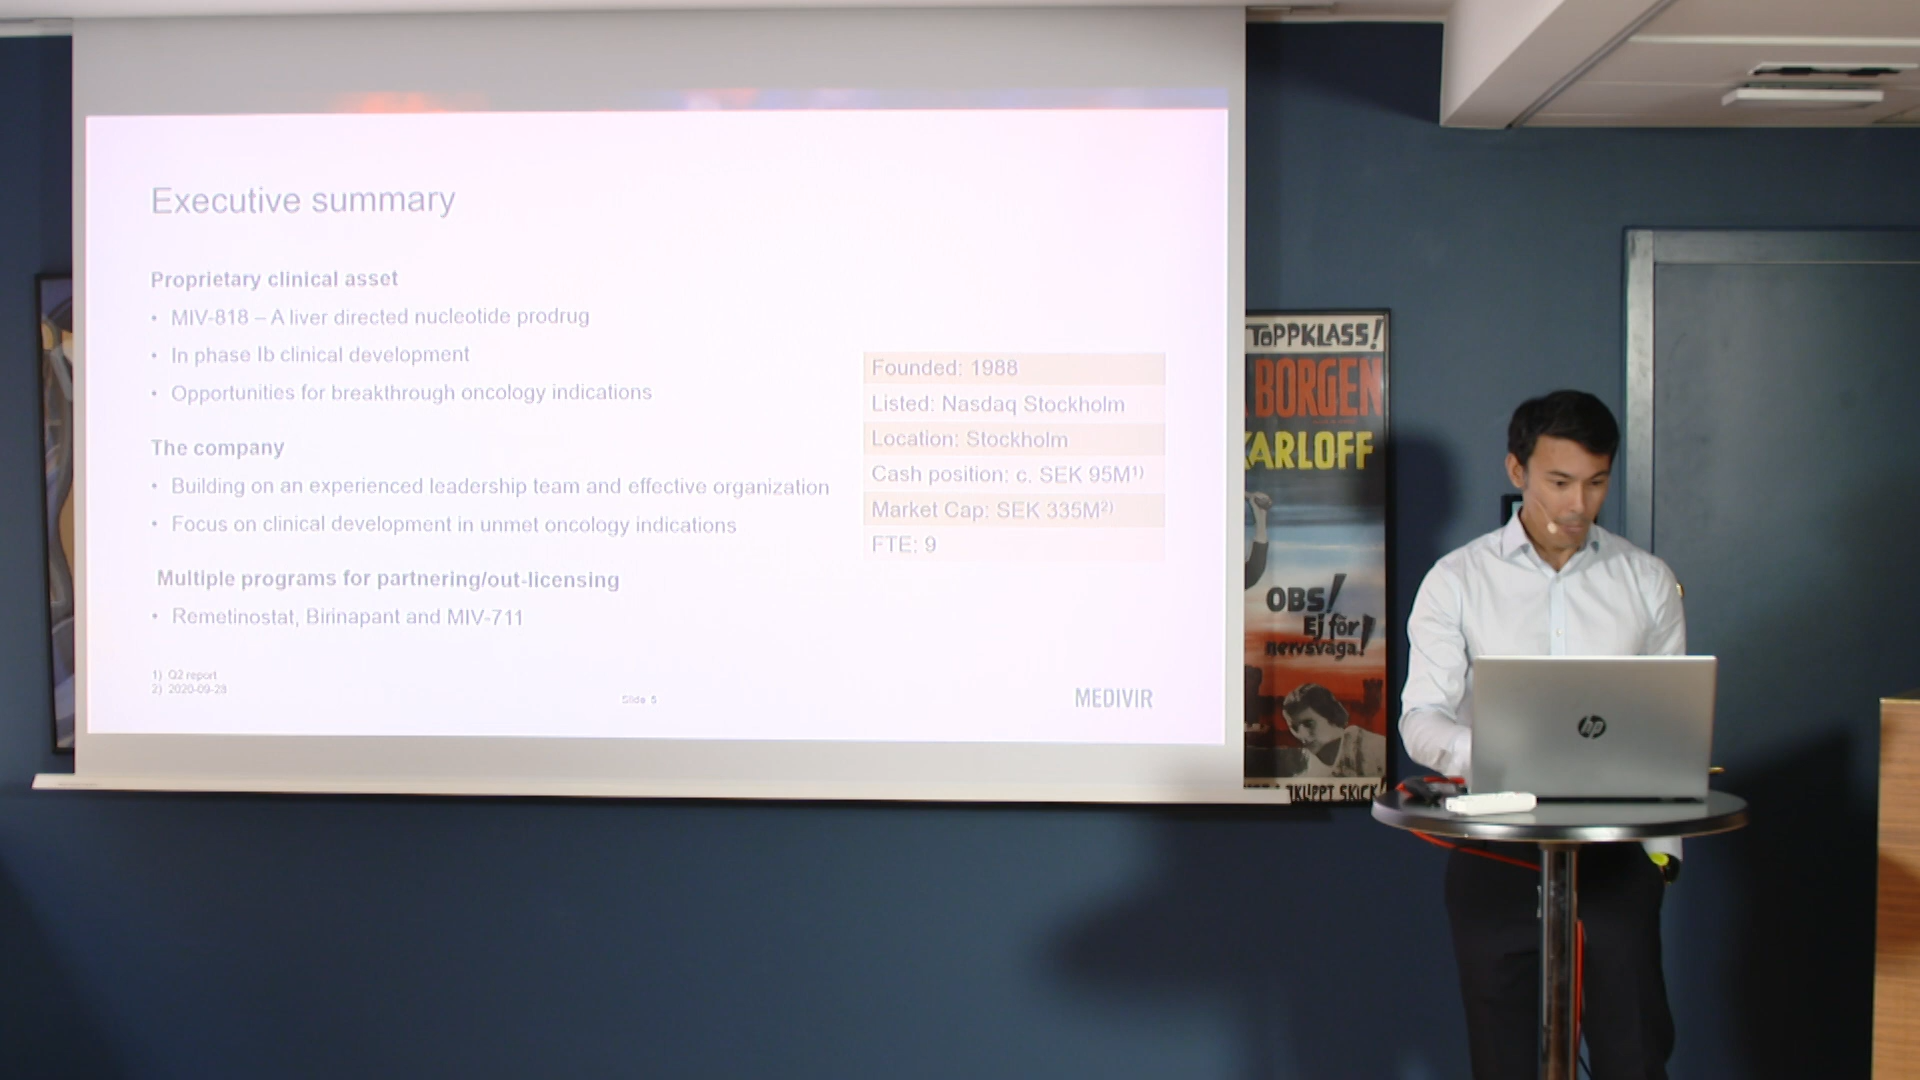 Executive summary
Proprietary clinical asset
• MIV-818 – A liver directed nucleotide prodrug
• In phase Ib clinical development
• Opportunities for breakthrough oncology indications
The company
• Building on an experienced leadership team and effective organization
• Focus on clinical development in unmet oncology indications
Multiple programs for partnering/out-licensing
• Remetinostat, Birinapant and MIV-711
1) Q2 report
2) 2020-09-28
Slide 5
MEDIVIR
Founded: 1988
Listed: Nasdaq Stockholm
Location: Stockholm
Cash position: c. SEK 95M1)
Market Cap: SEK 335M2)
FTE: 9
TOPPKLASS!
BORGEN
KARLOFF
OBS!
Ej för
nervsvaga!
SKICK
hp